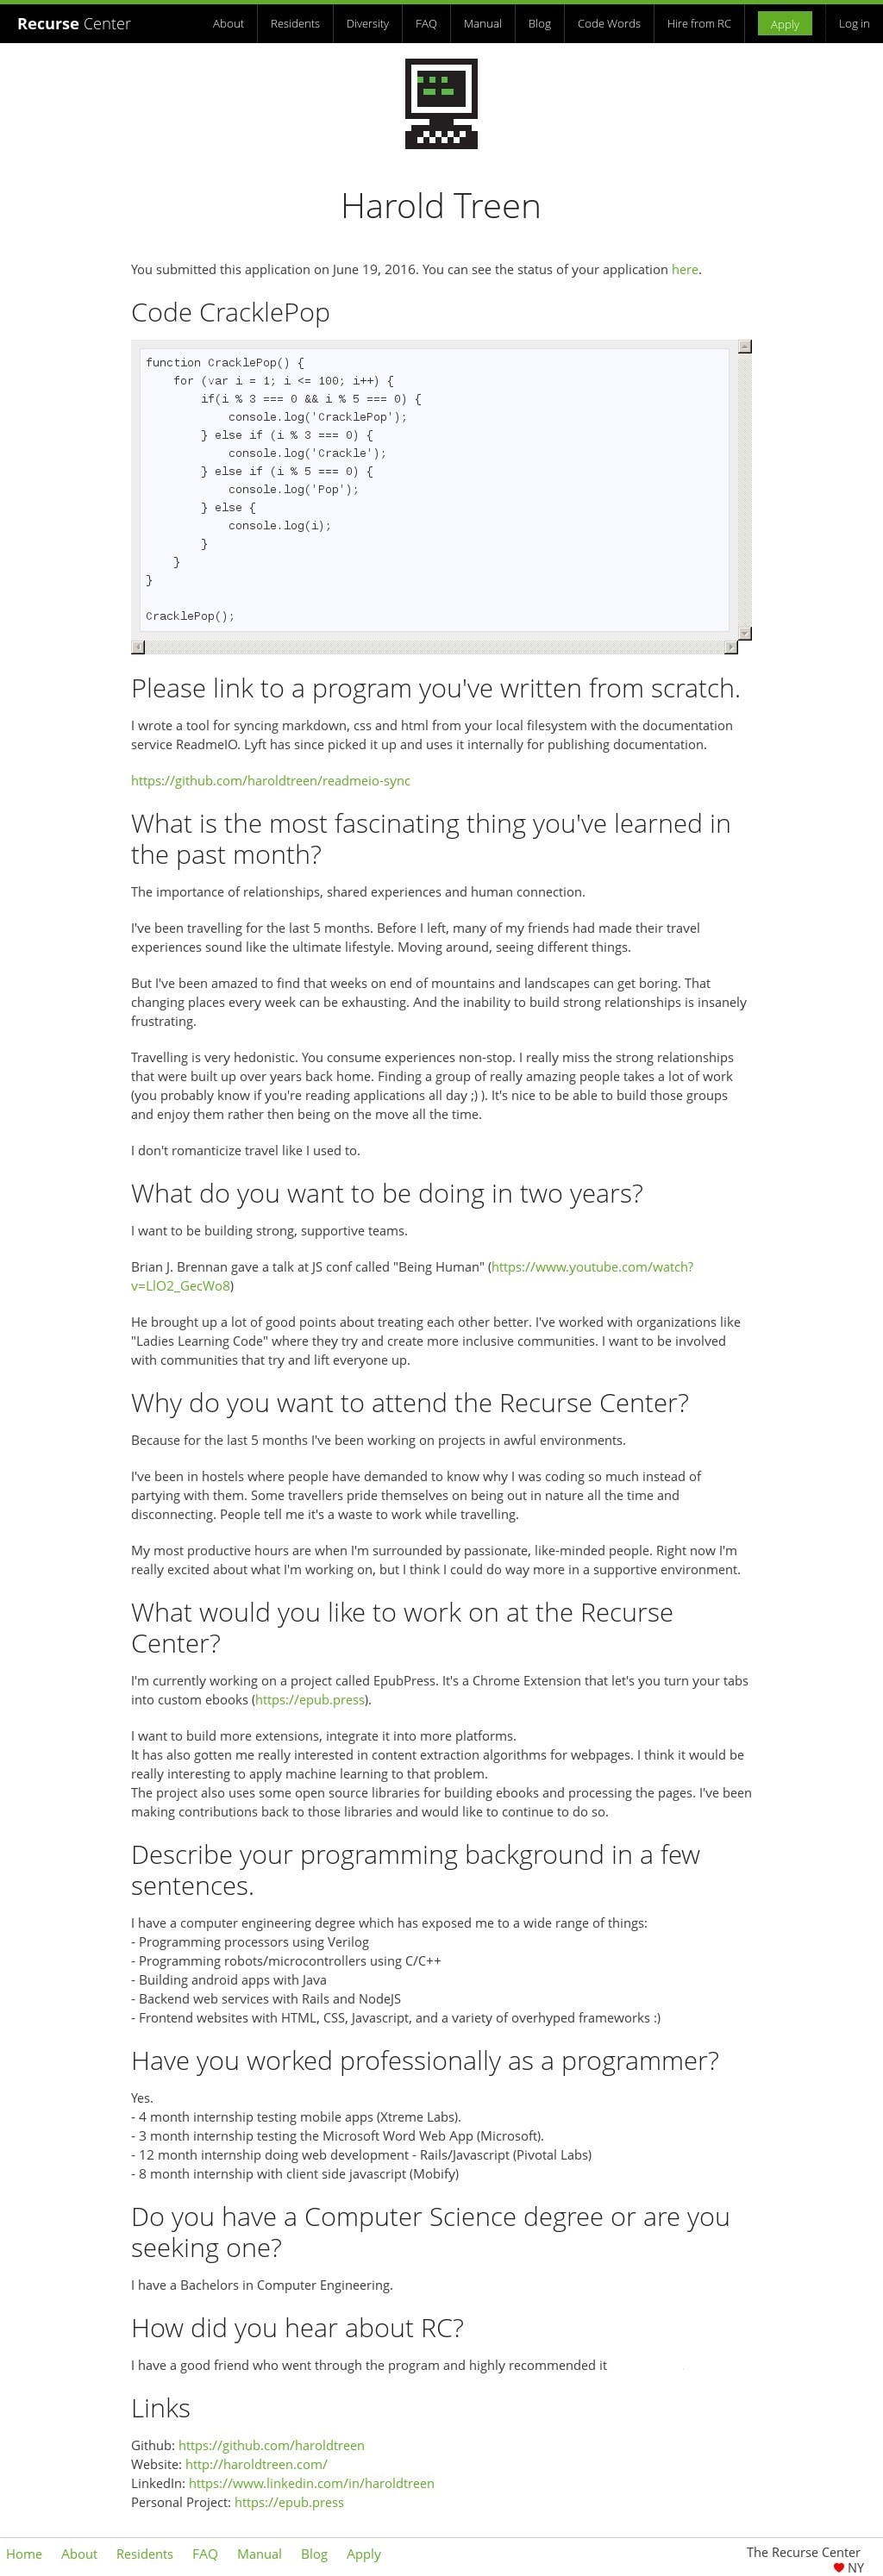 Recurse Center
About
Residents
Diversity
FAQ
Manual
Blog
Code Words
Hire from RC
Apply
Log in
Harold Treen
You submitted this application on June 19, 2016. You can see the status of your application here.
Code CracklePop
function CracklePop() {
    for (var i = 1; i <= 100; i++) {
        if(i % 3 === 0 && i % 5 === 0) {
            console.log('CracklePop');
        } else if (i % 3 === 0) {
            console.log('Crackle');
        } else if (i % 5 === 0) {
            console.log('Pop');
        } else {
            console.log(i);
        }
    }
}
CracklePop();
Please link to a program you've written from scratch.
I wrote a tool for syncing markdown, css and html from your local filesystem with the documentation
service ReadmeIO. Lyft has since picked it up and uses it internally for publishing documentation.
https://github.com/haroldtreen/readmeio-sync
What is the most fascinating thing you've learned in
the past month?
The importance of relationships, shared experiences and human connection.
I've been travelling for the last 5 months. Before I left, many of my friends had made their travel
experiences sound like the ultimate lifestyle. Moving around, seeing different things.
But I've been amazed to find that weeks on end of mountains and landscapes can get boring. That
changing places every week can be exhausting. And the inability to build strong relationships is insanely
frustrating.
Travelling is very hedonistic. You consume experiences non-stop. I really miss the strong relationships
that were built up over years back home. Finding a group of really amazing people takes a lot of work
(you probably know if you're reading applications all day ;) ). It's nice to be able to build those groups
and enjoy them rather then being on the move all the time.
I don't romanticize travel like I used to.
What do you want to be doing in two years?
I want to be building strong, supportive teams.
Brian J. Brennan gave a talk at JS conf called "Being Human" (https://www.youtube.com/watch?
v=LlO2_GecWo8)
He brought up a lot of good points about treating each other better. I've worked with organizations like
"Ladies Learning Code" where they try and create more inclusive communities. I want to be involved
with communities that try and lift everyone up.
Why do you want to attend the Recurse Center?
Because for the last 5 months I've been working on projects in awful environments.
I've been in hostels where people have demanded to know why I was coding so much instead of
partying with them. Some travellers pride themselves on being out in nature all the time and
disconnecting. People tell me it's a waste to work while travelling.
My most productive hours are when I'm surrounded by passionate, like-minded people. Right now I'm
really excited about what I'm working on, but I think I could do way more in a supportive environment.
What would you like to work on at the Recurse
Center?
I'm currently working on a project called EpubPress. It's a Chrome Extension that let's you turn your tabs
into custom ebooks (https://epub.press).
I want to build more extensions, integrate it into more platforms.
It has also gotten me really interested in content extraction algorithms for webpages. I think it would be
really interesting to apply machine learning to that problem.
The project also uses some open source libraries for building ebooks and processing the pages. I've been
making contributions back to those libraries and would like to continue to do so.
Describe your programming background in a few
sentences.
I have a computer engineering degree which has exposed me to a wide range of things:
- Programming processors using Verilog
- Programming robots/microcontrollers using C/C++
- Building android apps with Java
- Backend web services with Rails and NodeJS
- Frontend websites with HTML, CSS, Javascript, and a variety of overhyped frameworks :)
Have you worked professionally as a programmer?
Yes.
- 4 month internship testing mobile apps (Xtreme Labs).
- 3 month internship testing the Microsoft Word Web App (Microsoft).
- 12 month internship doing web development - Rails/Javascript (Pivotal Labs)
- 8 month internship with client side javascript (Mobify)
Do you have a Computer Science degree or are you
seeking one?
I have a Bachelors in Computer Engineering.
How did you hear about RC?
I have a good friend who went through the program and highly recommended it
Links
Github: https://github.com/haroldtreen
Website: http://haroldtreen.com/
LinkedIn: https://www.linkedin.com/in/haroldtreen
Personal Project: https://epub.press
Home
About
Residents
FAQ
Manual
Blog
Apply
The Recurse Center
♥ NY